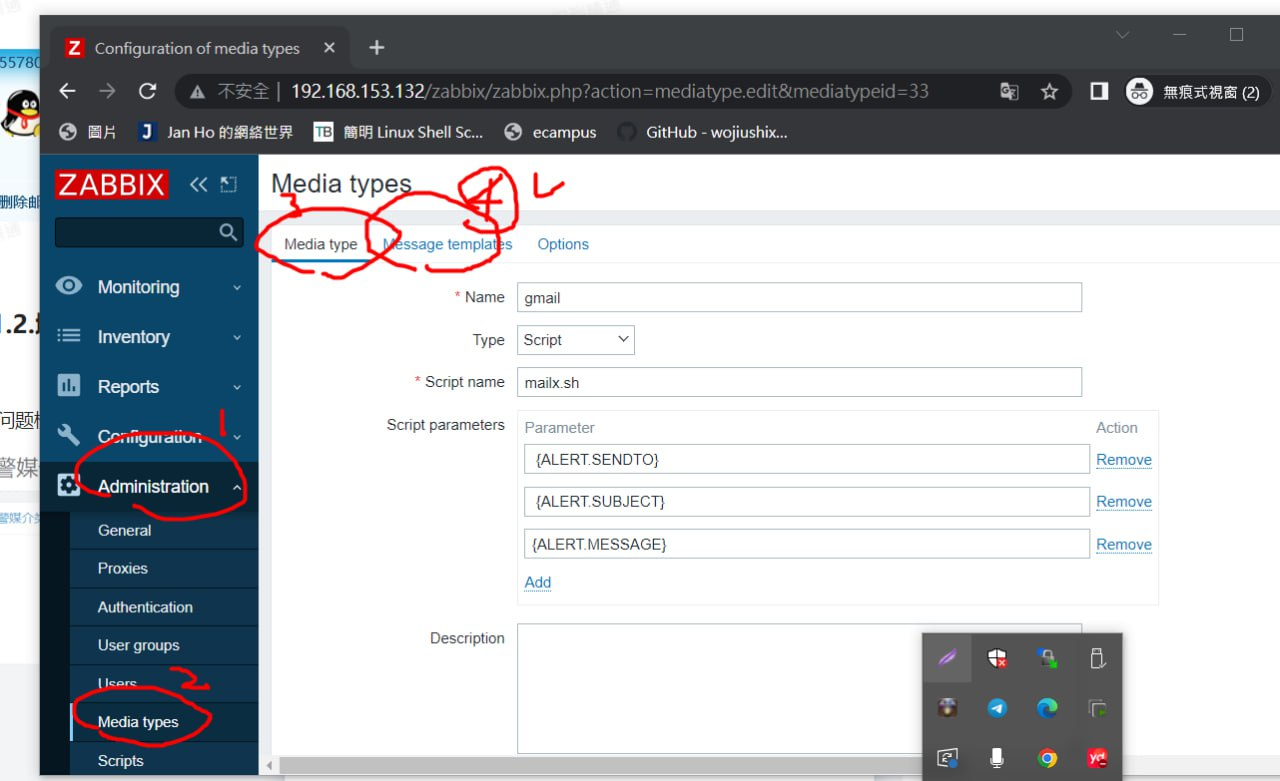 Configuration of media types
不安全 | 192.168.153.132/zabbix/zabbix.php?action=mediatype.edit&mediatypeid=33
無痕式視窗 (2)
圖片 J Jan Ho 的網絡世界 TB 簡明 Linux Shell Sc... ecampus GitHub - wojiushix...
55780
删除邮
1.2.
问题
警媒
警媒介
ZABBIX
Monitoring
Inventory
Reports
1
Configuration
Administration
General
Proxies
Authentication
User groups
Users
2
Media types
Scripts
Media types
3
4
Media type Message templates Options
* Name gmail
Type Script
* Script name mailx.sh
Script parameters Parameter Action
{ALERT.SENDTO} Remove
{ALERT.SUBJECT} Remove
{ALERT.MESSAGE} Remove
Add
Description